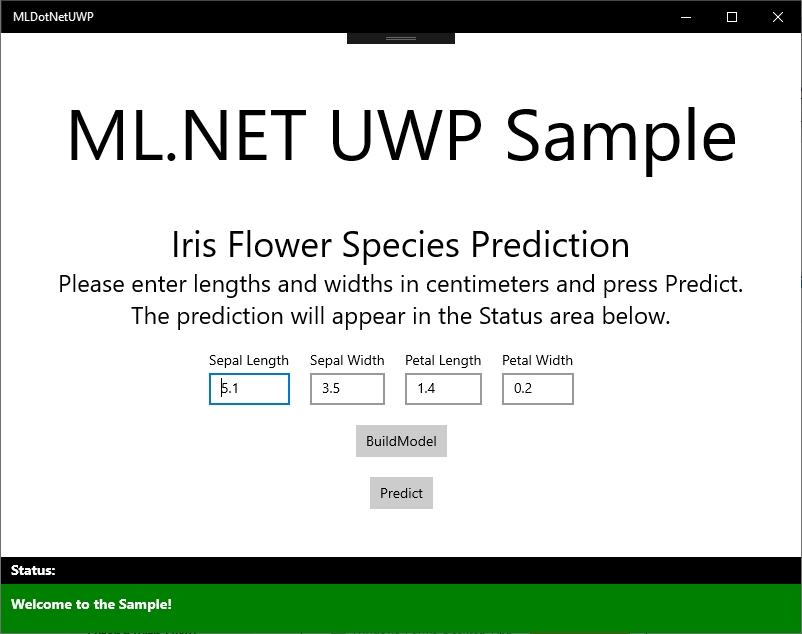 MLDotNetUWP
ML.NET UWP Sample
Iris Flower Species Prediction
Please enter lengths and widths in centimeters and press Predict.
The prediction will appear in the Status area below.
Sepal Length Sepal Width Petal Length Petal Width
5.1 3.5 1.4 0.2
BuildModel
Predict
Status:
Welcome to the Sample!